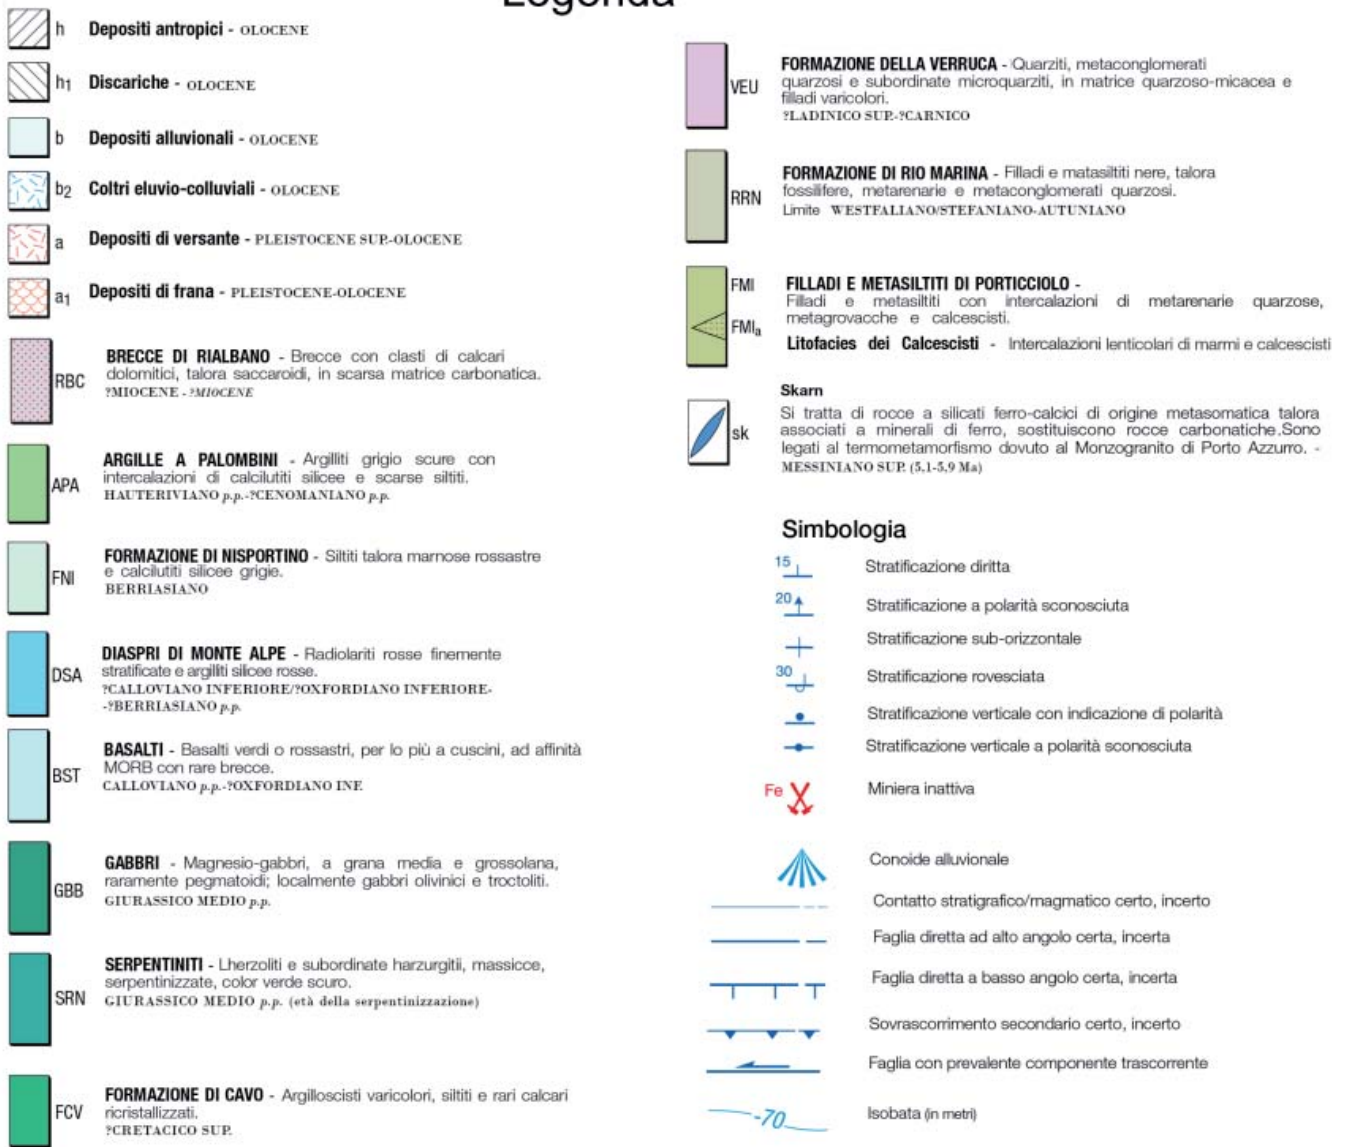 Legenda
h Depositi antropici - OLOCENE
h1 Discariche - OLOCENE
b Depositi alluvionali - OLOCENE
b2 Coltri eluvio-colluviali - OLOCENE
a Depositi di versante - PLEISTOCENE SUP.-OLOCENE
a1 Depositi di frana - PLEISTOCENE-OLOCENE
RBC
BRECCE DI RIALBANO - Brecce con clasti di calcari
dolomitici, talora saccaroidi, in scarsa matrice carbonatica.
?MIOCENE - ?MIOCENE
APA
ARGILLE A PALOMBINI - Argilliti grigio scure con
intercalazioni di calcilutiti silicee e scarse siltiti.
HAUTERIVIANO p.p.-?CENOMANIANO p.p.
FNI
FORMAZIONE DI NISPORTINO - Siltiti talora marnose rossastre
e calcilutiti silicee grigie.
BERRIASIANO
DSA
DIASPRI DI MONTE ALPE - Radiolariti rosse finemente
stratificate e argilliti silicee rosse.
?CALLOVIANO INFERIORE/?OXFORDIANO INFERIORE-
-?BERRIASIANO p.p.
BST
BASALTI - Basalti verdi o rossastri, per lo più a cuscini, ad affinità
MORB con rare brecce.
CALLOVIANO p.p.-?OXFORDIANO INF.
GBB
GABBRI - Magnesio-gabbri, a grana media e grossolana,
raramente pegmatoidi; localmente gabbri olivinici e troctoliti.
GIURASSICO MEDIO p.p.
SRN
SERPENTINITI - Lherzoliti e subordinate harzurgitii, massicce,
serpentinizzate, color verde scuro.
GIURASSICO MEDIO p.p. (età della serpentinizzazione)
FCV
FORMAZIONE DI CAVO - Argilloscisti varicolori, siltiti e rari calcari
ricristallizzati.
?CRETACICO SUP.
VEU
FORMAZIONE DELLA VERRUCA - Quarziti, metaconglomerati
quarzosi e subordinate microquarziti, in matrice quarzoso-micacea e
filladi varicolori.
?LADINICO SUP.-?CARNICO
RRN
FORMAZIONE DI RIO MARINA - Filladi e matasiltiti nere, talora
fossilifere, metarenarie e metaconglomerati quarzosi.
Limite WESTFALIANO/STEFANIANO-AUTUNIANO
FMI
FILLADI E METASILTITI DI PORTICCIOLO -
Filladi e metasiltiti con intercalazioni di metarenarie quarzose,
metagrovacche e calcescisti.
FMIa
Litofacies dei Calcescisti - Intercalazioni lenticolari di marmi e calcescisti
Skarn
sk
Si tratta di rocce a silicati ferro-calcici di origine metasomatica talora
associati a minerali di ferro, sostituiscono rocce carbonatiche.Sono
legati al termometamorfismo dovuto al Monzogranito di Porto Azzurro. -
MESSINIANO SUP. (5.1-5.9 Ma)
Simbologia
15 Stratificazione diritta
20 Stratificazione a polarità sconosciuta
Stratificazione sub-orizzontale
30 Stratificazione rovesciata
Stratificazione verticale con indicazione di polarità
Stratificazione verticale a polarità sconosciuta
Fe Miniera inattiva
Conoide alluvionale
Contatto stratigrafico/magmatico certo, incerto
Faglia diretta ad alto angolo certa, incerta
Faglia diretta a basso angolo certa, incerta
Sovrascorrimento secondario certo, incerto
Faglia con prevalente componente trascorrente
-70 Isobata (in metri)